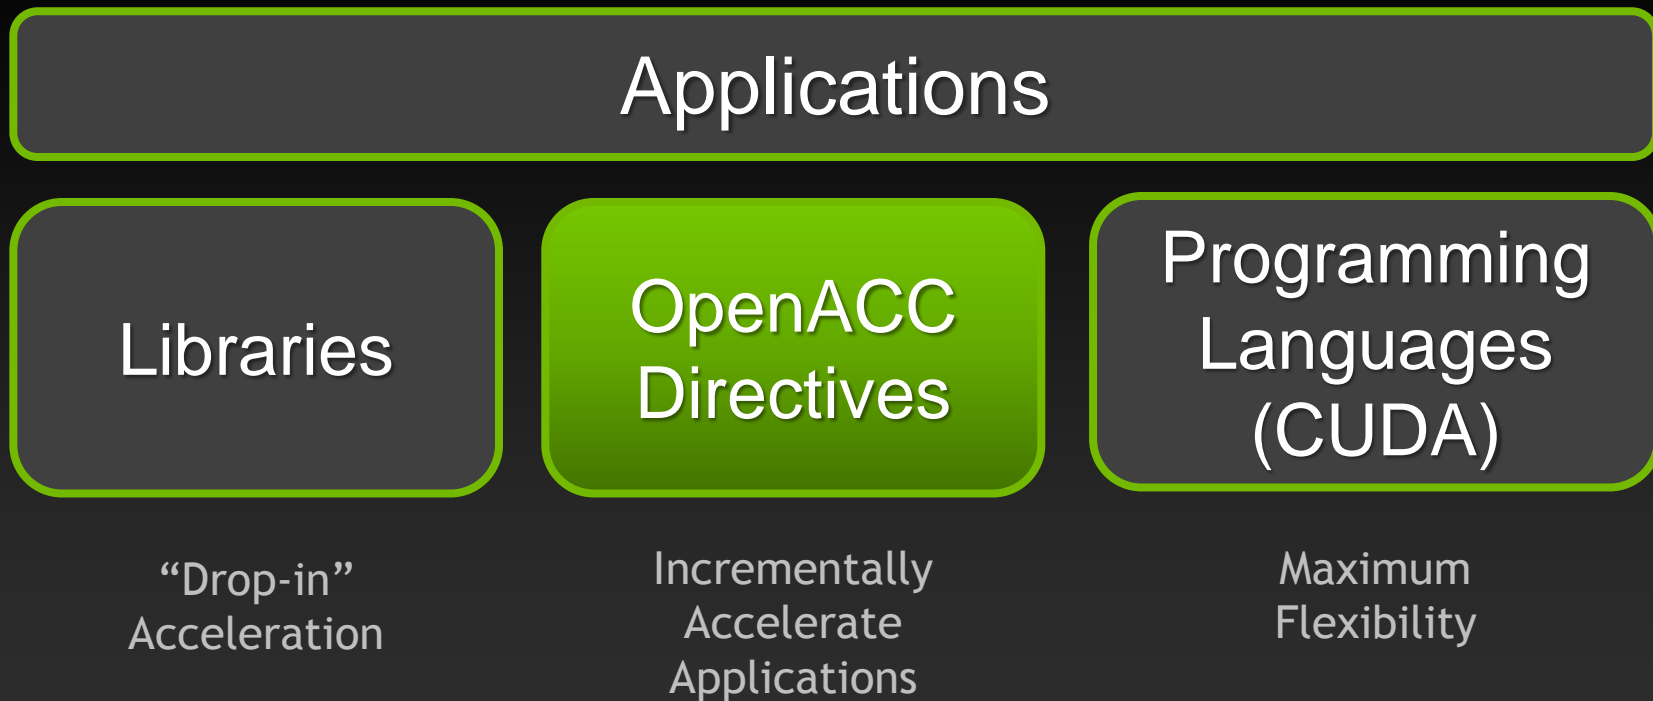 Applications
Libraries
OpenACC
Directives
Programming
Languages
(CUDA)
“Drop-in”
Acceleration
Incrementally
Accelerate
Applications
Maximum
Flexibility